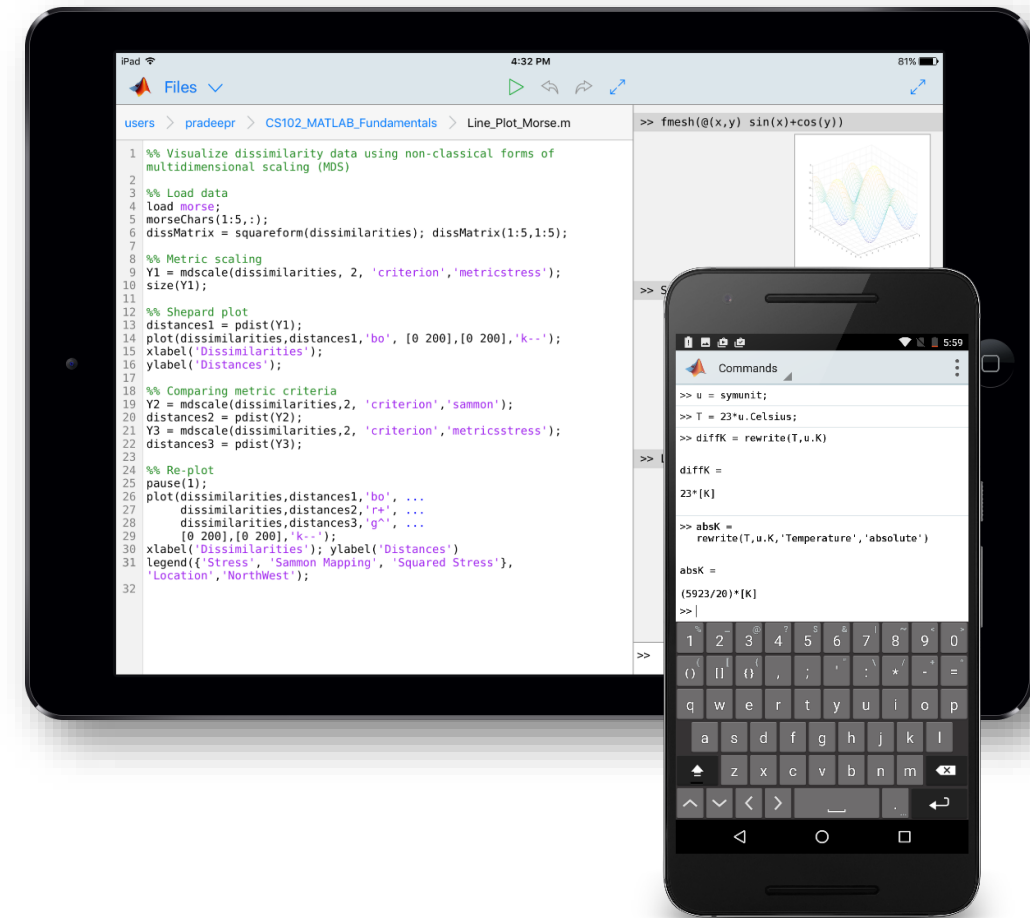 iPad 4:32 PM 81%
Files
users > pradeepr > CS102_MATLAB_Fundamentals > Line_Plot_Morse.m
1 %% Visualize dissimilarity data using non-classical forms of
multidimensional scaling (MDS)
2
3 %% Load data
4 load morse;
5 morseChars(1:5,:);
6 dissMatrix = squareform(dissimilarities); dissMatrix(1:5,1:5);
7
8 %% Metric scaling
9 Y1 = mdscale(dissimilarities, 2, 'criterion','metricstress');
10 size(Y1);
11
12 %% Shepard plot
13 distances1 = pdist(Y1);
14 plot(dissimilarities,distances1,'bo', [0 200],[0 200],'k--');
15 xlabel('Dissimilarities');
16 ylabel('Distances');
17
18 %% Comparing metric criteria
19 Y2 = mdscale(dissimilarities,2, 'criterion','sammon');
20 distances2 = pdist(Y2);
21 Y3 = mdscale(dissimilarities,2, 'criterion','metricsstress');
22 distances3 = pdist(Y3);
23
24 %% Re-plot
25 pause(1);
26 plot(dissimilarities,distances1,'bo', ...
27 dissimilarities,distances2,'r+', ...
28 dissimilarities,distances3,'g^', ...
29 [0 200],[0 200],'k--');
30 xlabel('Dissimilarities'); ylabel('Distances')
31 legend({'Stress', 'Sammon Mapping', 'Squared Stress'},
'Location','NorthWest');
32
>> fmesh(@(x,y) sin(x)+cos(y))
>> S
>> L
>>
5:59
Commands
>> u = symunit;
>> T = 23*u.Celsius;
>> diffK = rewrite(T,u.K)
diffK =
23*[K]
>> absK =
rewrite(T,u.K,'Temperature','absolute')
absK =
(5923/20)*[K]
>>
1 2 3 4 5 6 7 8 9 0
() [] {} , ; ' : * - =
q w e r t y u i o p
a s d f g h j k l
z x c v b n m
.